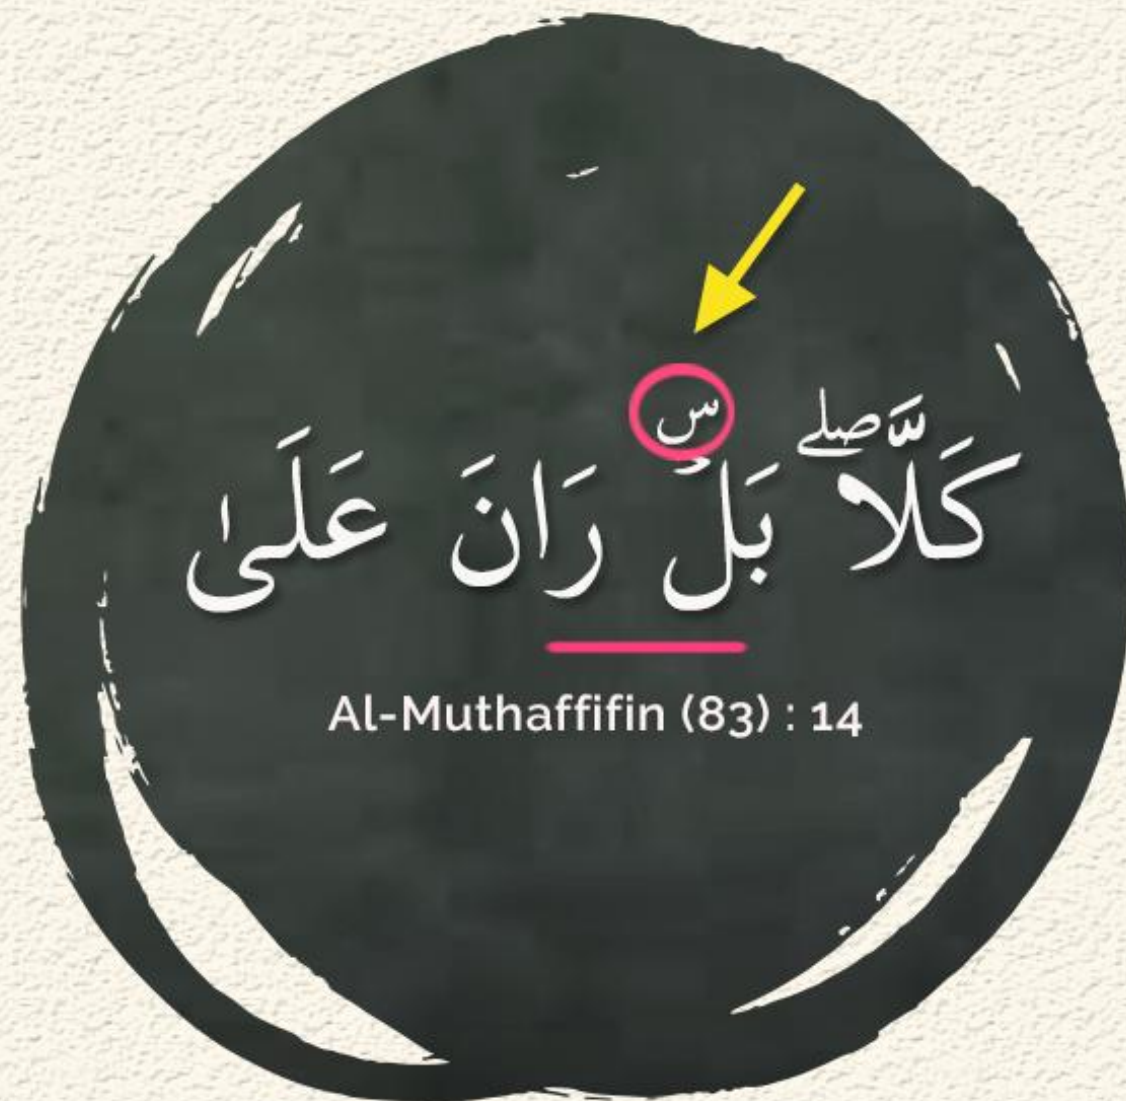 كَلَّاۖ بَلْۜ رَانَ عَلَىٰ
Al-Muthaffifin (83) : 14